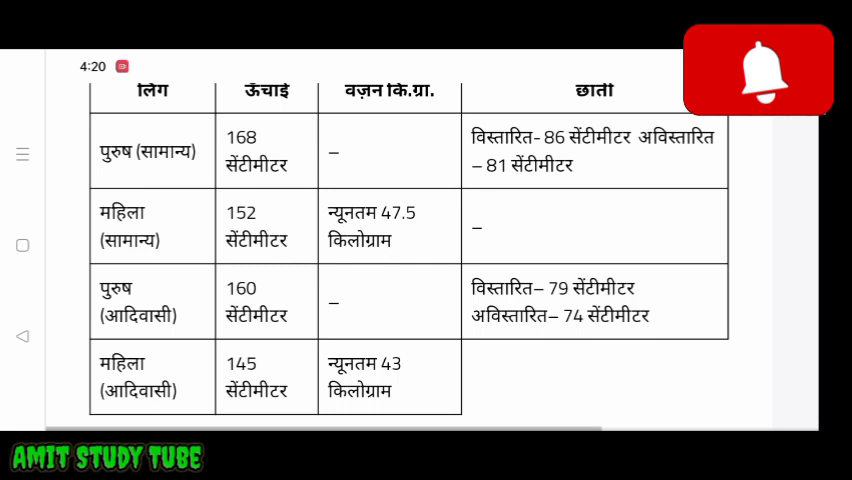 4:20
लिंग ऊँचाई वज़न कि.ग्रा. छाती
पुरुष (सामान्य) 168 सेंटीमीटर – विस्तारित- 86 सेंटीमीटर अविस्तारित – 81 सेंटीमीटर
महिला (सामान्य) 152 सेंटीमीटर न्यूनतम 47.5 किलोग्राम –
पुरुष (आदिवासी) 160 सेंटीमीटर – विस्तारित– 79 सेंटीमीटर अविस्तारित– 74 सेंटीमीटर
महिला (आदिवासी) 145 सेंटीमीटर न्यूनतम 43 किलोग्राम
AMIT STUDY TUBE